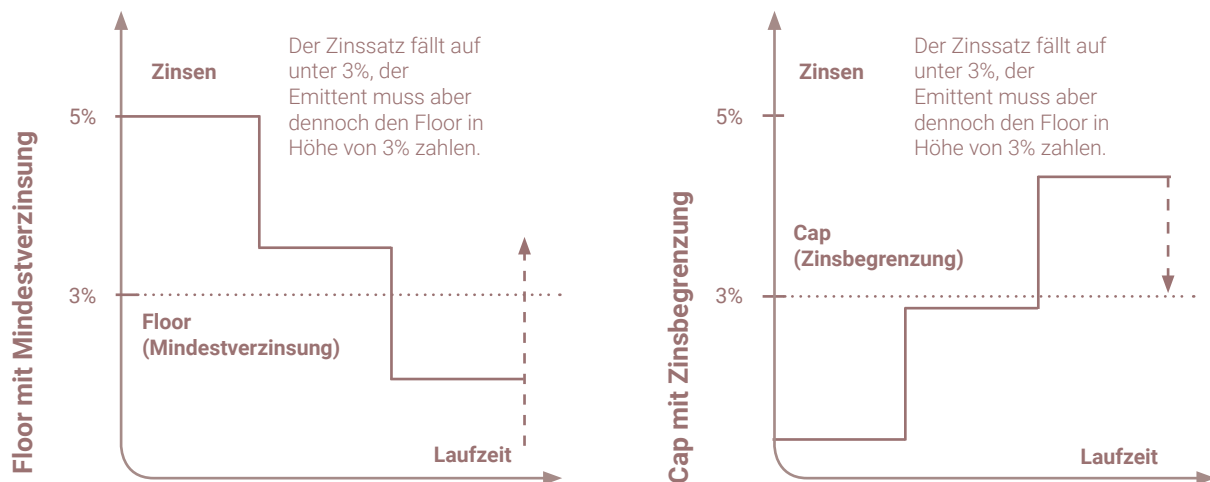 Floor mit Mindestverzinsung
Zinsen
Der Zinssatz fällt auf
unter 3%, der
Emittent muss aber
dennoch den Floor in
Höhe von 3% zahlen.
5%
3%
Floor
(Mindestverzinsung)
Laufzeit
Cap mit Zinsbegrenzung
Zinsen
Der Zinssatz fällt auf
unter 3%, der
Emittent muss aber
dennoch den Floor in
Höhe von 3% zahlen.
5%
Cap
(Zinsbegrenzung)
3%
Laufzeit